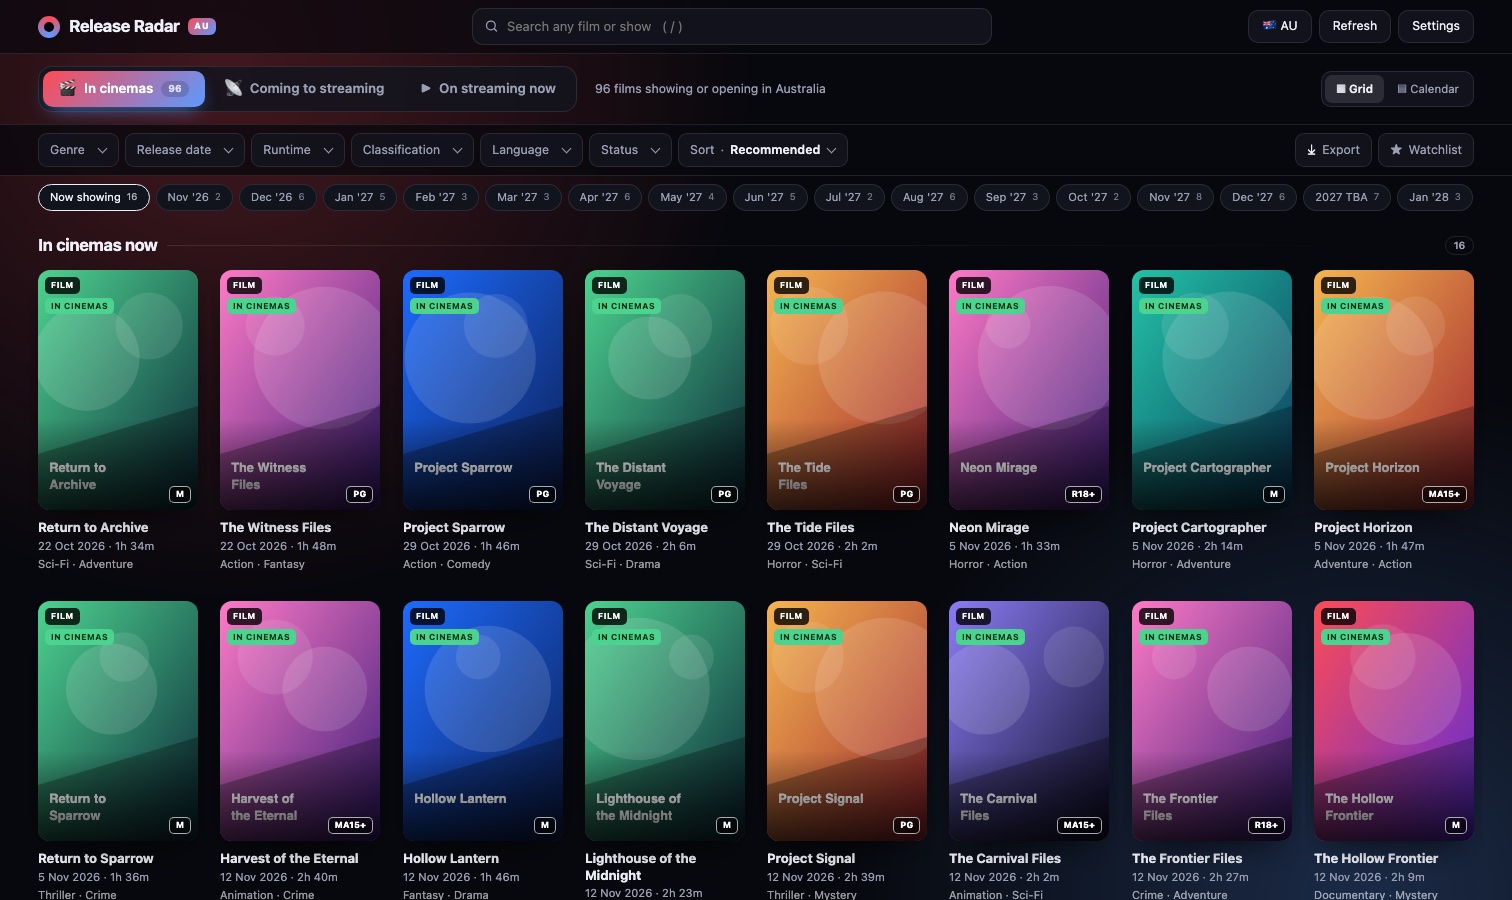 Release Radar AU
Search any film or show ( / )
AU
Refresh
Settings
In cinemas 96
Coming to streaming
On streaming now
96 films showing or opening in Australia
Grid
Calendar
Genre
Release date
Runtime
Classification
Language
Status
Sort · Recommended
Export
Watchlist
Now showing 16
Nov '26 2
Dec '26 6
Jan '27 5
Feb '27 3
Mar '27 3
Apr '27 6
May '27 4
Jun '27 5
Jul '27 2
Aug '27 6
Sep '27 3
Oct '27 2
Nov '27 8
Dec '27 6
2027 TBA 7
Jan '28 3
In cinemas now
16
FILM
IN CINEMAS
Return to
Archive
M
Return to Archive
22 Oct 2026 · 1h 34m
Sci-Fi · Adventure
FILM
IN CINEMAS
The Witness
Files
PG
The Witness Files
22 Oct 2026 · 1h 48m
Action · Fantasy
FILM
IN CINEMAS
Project Sparrow
PG
Project Sparrow
29 Oct 2026 · 1h 46m
Action · Comedy
FILM
IN CINEMAS
The Distant
Voyage
PG
The Distant Voyage
29 Oct 2026 · 2h 6m
Sci-Fi · Drama
FILM
IN CINEMAS
The Tide
Files
PG
The Tide Files
29 Oct 2026 · 2h 2m
Horror · Sci-Fi
FILM
IN CINEMAS
Neon Mirage
R18+
Neon Mirage
5 Nov 2026 · 1h 33m
Horror · Action
FILM
IN CINEMAS
Project Cartographer
M
Project Cartographer
5 Nov 2026 · 2h 14m
Horror · Adventure
FILM
IN CINEMAS
Project Horizon
MA15+
Project Horizon
5 Nov 2026 · 1h 47m
Adventure · Action
FILM
IN CINEMAS
Return to
Sparrow
M
Return to Sparrow
5 Nov 2026 · 1h 36m
Thriller · Crime
FILM
IN CINEMAS
Harvest of
the Eternal
MA15+
Harvest of the Eternal
12 Nov 2026 · 2h 40m
Animation · Crime
FILM
IN CINEMAS
Hollow Lantern
M
Hollow Lantern
12 Nov 2026 · 1h 46m
Fantasy · Drama
FILM
IN CINEMAS
Lighthouse of
the Midnight
M
Lighthouse of the
Midnight
12 Nov 2026 · 2h 23m
FILM
IN CINEMAS
Project Signal
PG
Project Signal
12 Nov 2026 · 2h 39m
Thriller · Mystery
FILM
IN CINEMAS
The Carnival
Files
MA15+
The Carnival Files
12 Nov 2026 · 2h 2m
Animation · Sci-Fi
FILM
IN CINEMAS
The Frontier
Files
R18+
The Frontier Files
12 Nov 2026 · 2h 27m
Crime · Adventure
FILM
IN CINEMAS
The Hollow
Frontier
M
The Hollow Frontier
12 Nov 2026 · 2h 9m
Documentary · Mystery